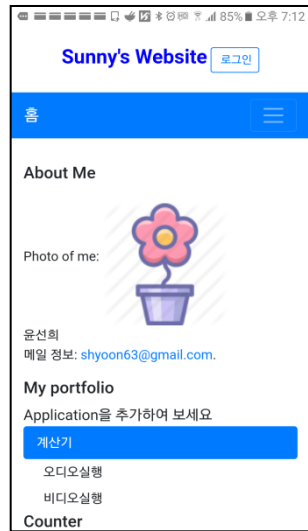 85% 오후 7:12
Sunny's Website 로그인
홈
About Me
Photo of me:
윤선희
메일 정보: shyoon63@gmail.com.
My portfolio
Application을 추가하여 보세요
계산기
오디오실행
비디오실행
Counter